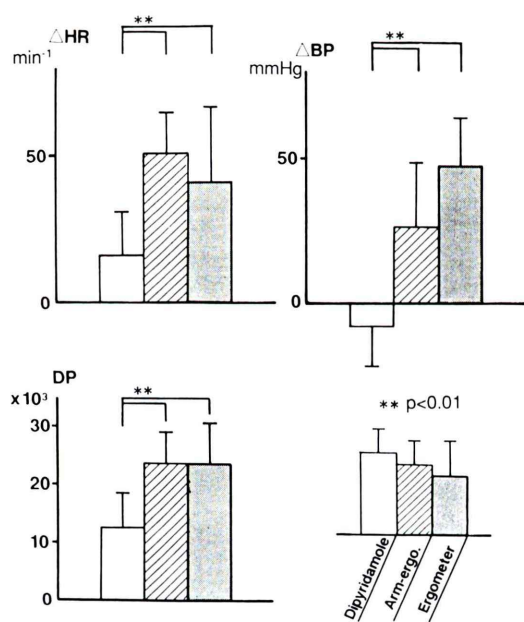 △HR
min⁻¹
**
50
0
△BP
mmHg
**
50
0
DP
x10³
**
30
20
10
0
** p<0.01
Dipyridamole
Arm-ergo.
Ergometer